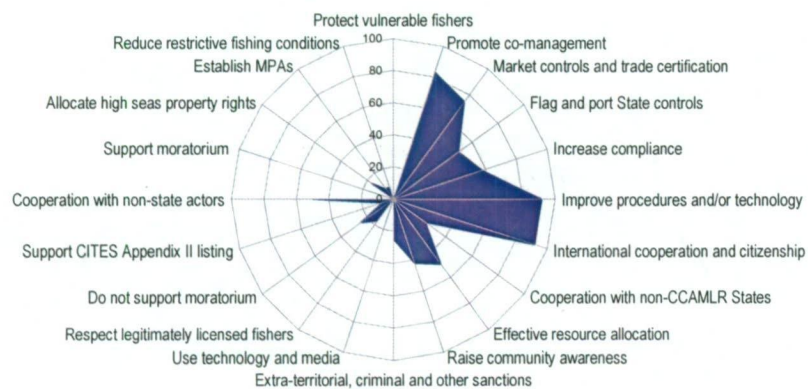 Protect vulnerable fishers
Reduce restrictive fishing conditions
100
Promote co-management
Establish MPAs
80
Market controls and trade certification
Allocate high seas property rights
60
Flag and port State controls
40
Support moratorium
20
Increase compliance
Cooperation with non-state actors
0
Improve procedures and/or technology
Support CITES Appendix II listing
International cooperation and citizenship
Do not support moratorium
Cooperation with non-CCAMLR States
Respect legitimately licensed fishers
Effective resource allocation
Use technology and media
Raise community awareness
Extra-territorial, criminal and other sanctions